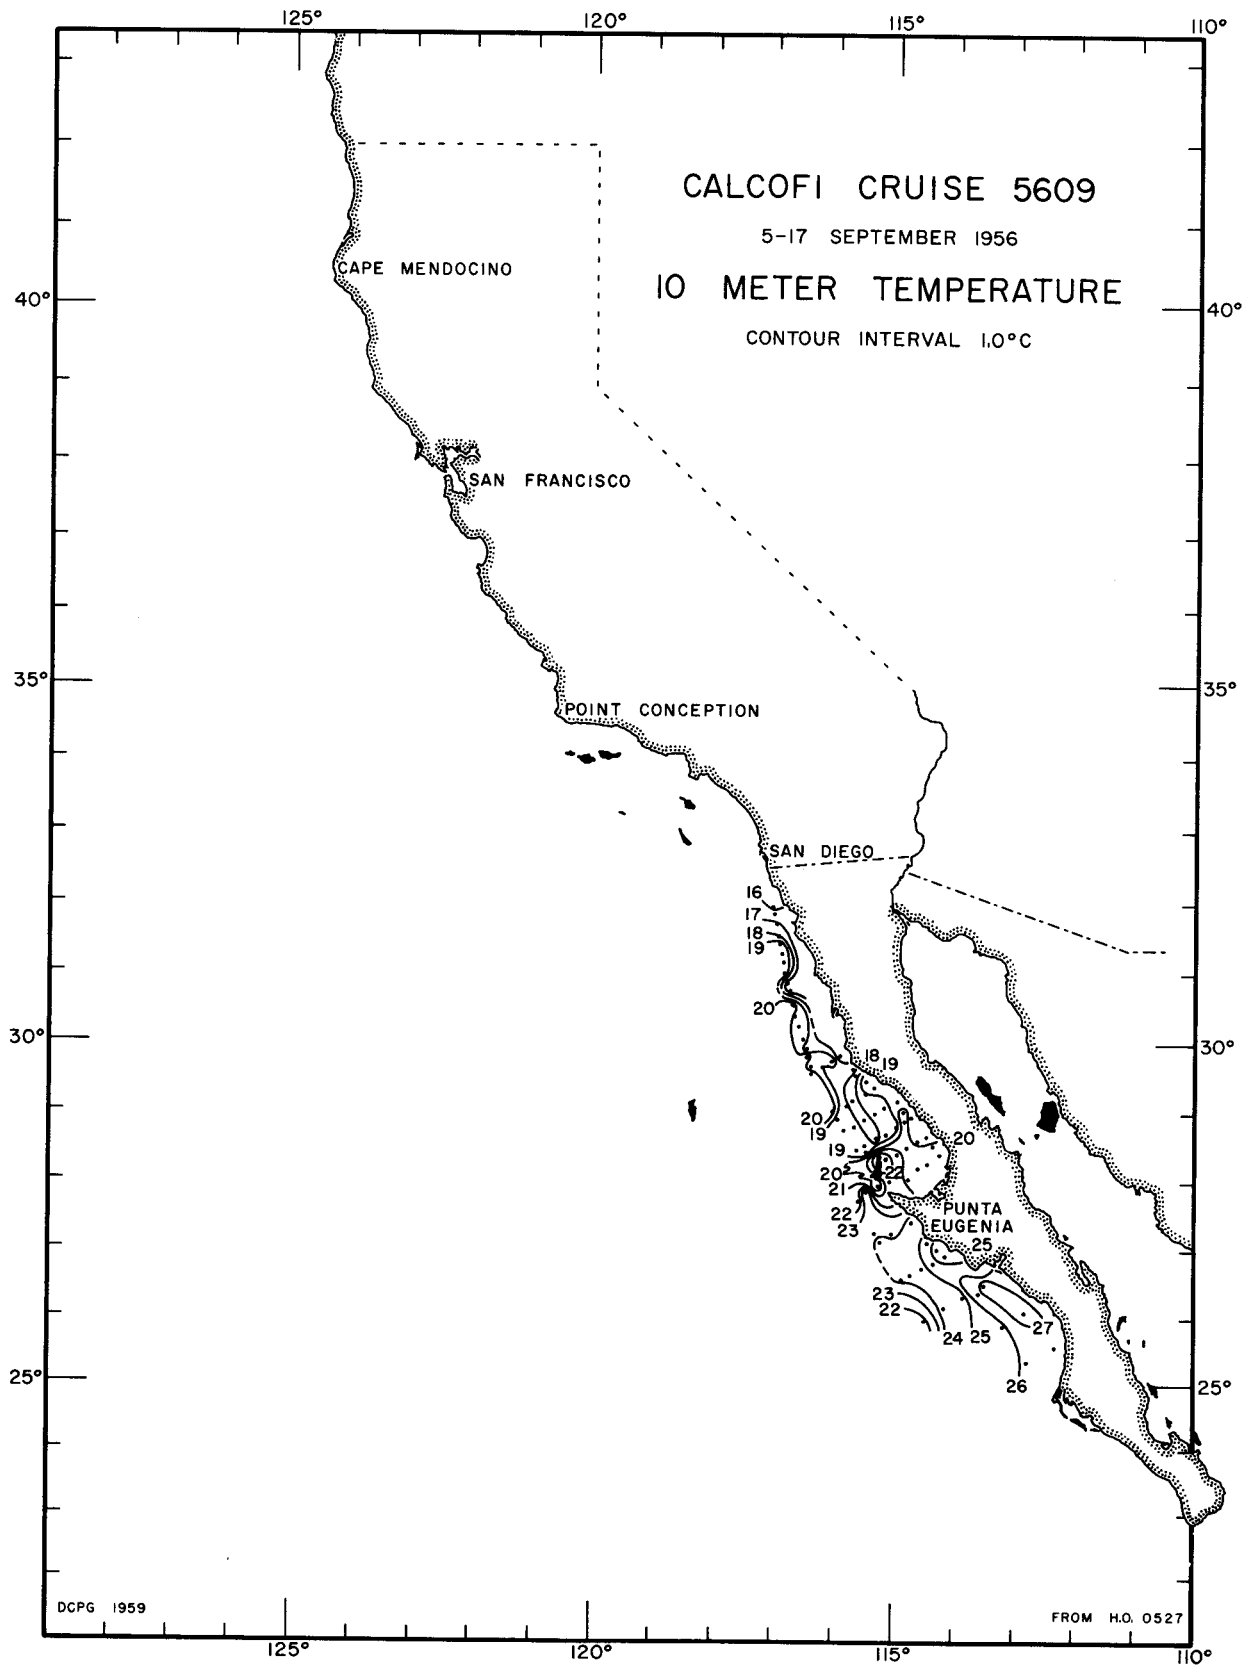 125° 120° 115° 110°
CALCOFI CRUISE 5609
5-17 SEPTEMBER 1956
10 METER TEMPERATURE
CONTOUR INTERVAL 1.0°C
CAPE MENDOCINO
40° 40°
SAN FRANCISCO
35° 35°
POINT CONCEPTION
SAN DIEGO
16
17
18
19
20
30° 30°
18 19
20
19
20
19
20 22
21
22
23
PUNTA
EUGENIA
25
23
22
24 25 27
26
25° 25°
DCPG 1959
FROM H.O. 0527
125° 120° 115° 110°